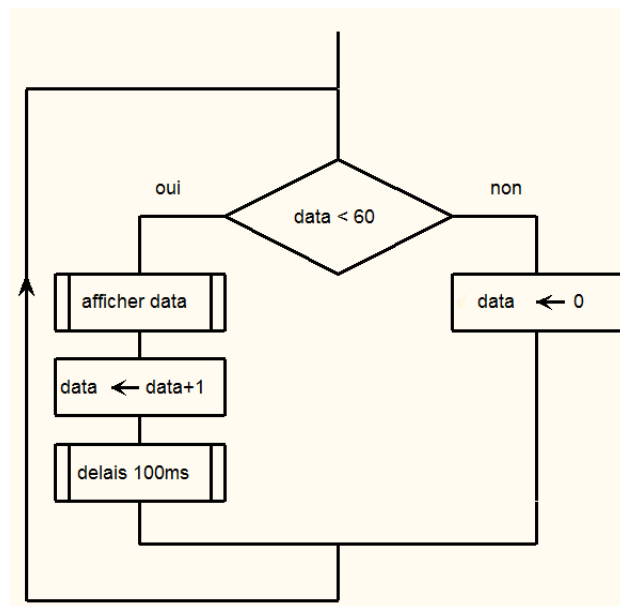 oui
non
data < 60
afficher data
data ← 0
data ← data+1
delais 100ms